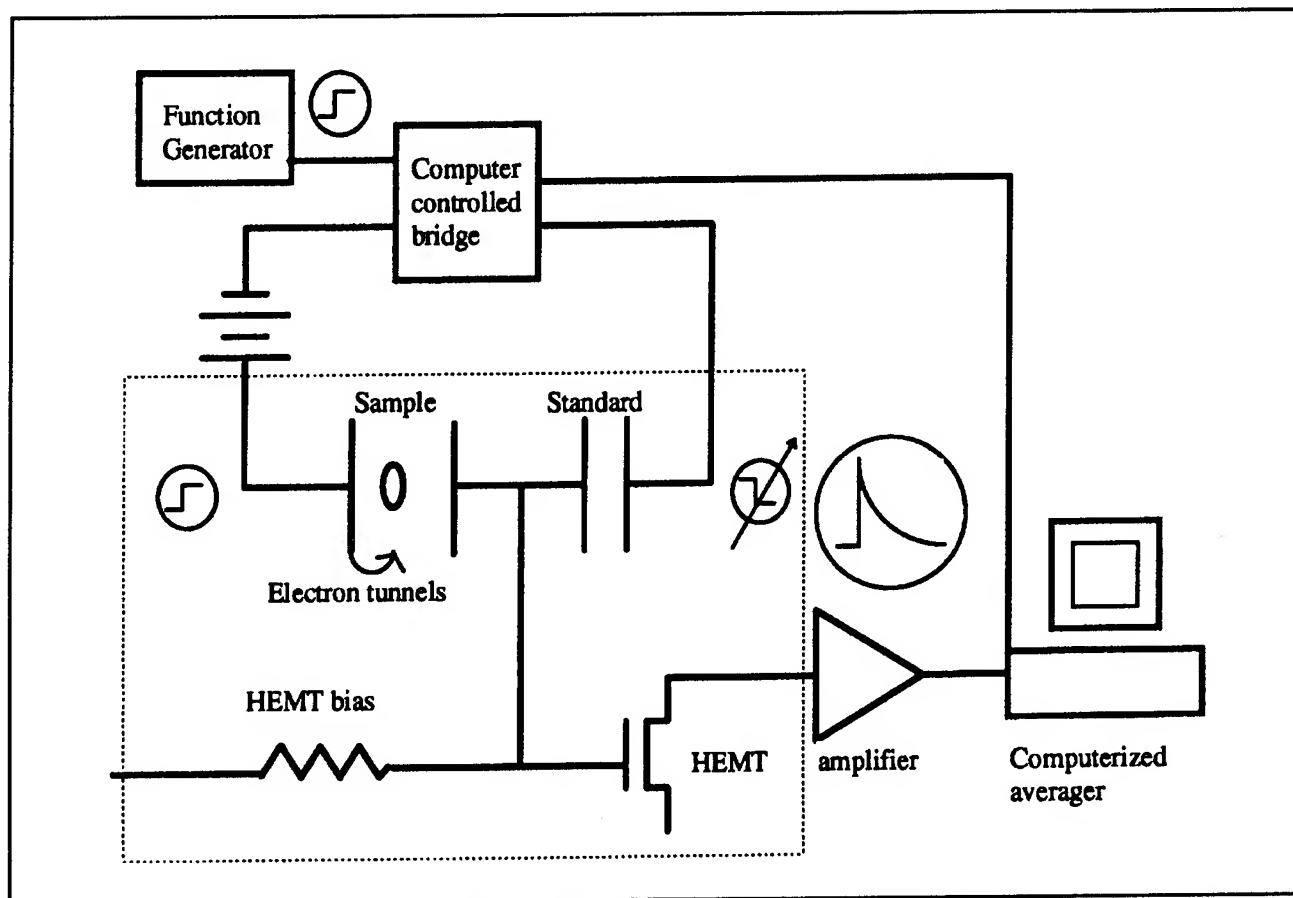 Function
Generator
Computer
controlled
bridge
Sample
Standard
Electron tunnels
HEMT bias
HEMT
amplifier
Computerized
averager